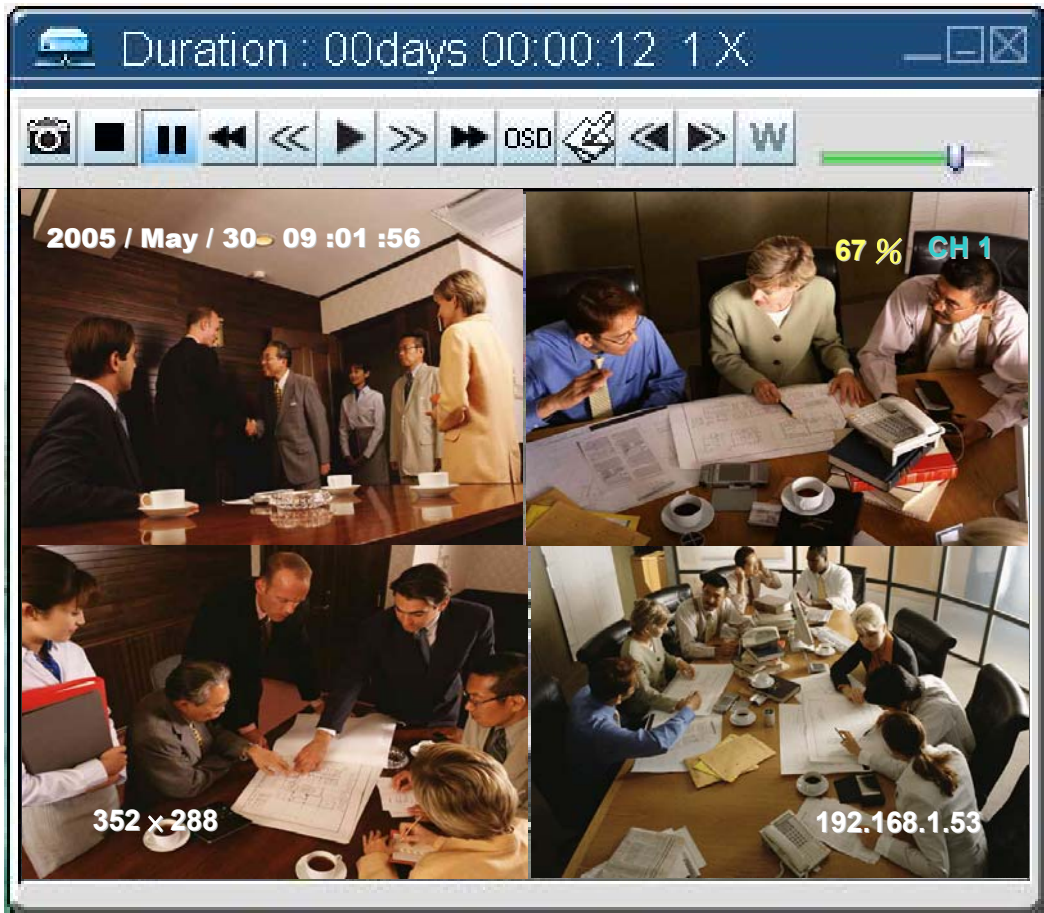 Duration : 00days 00:00:12 1 X
OSD W
2005 / May / 30 09 :01 :56
67 % CH 1
352 x 288
192.168.1.53